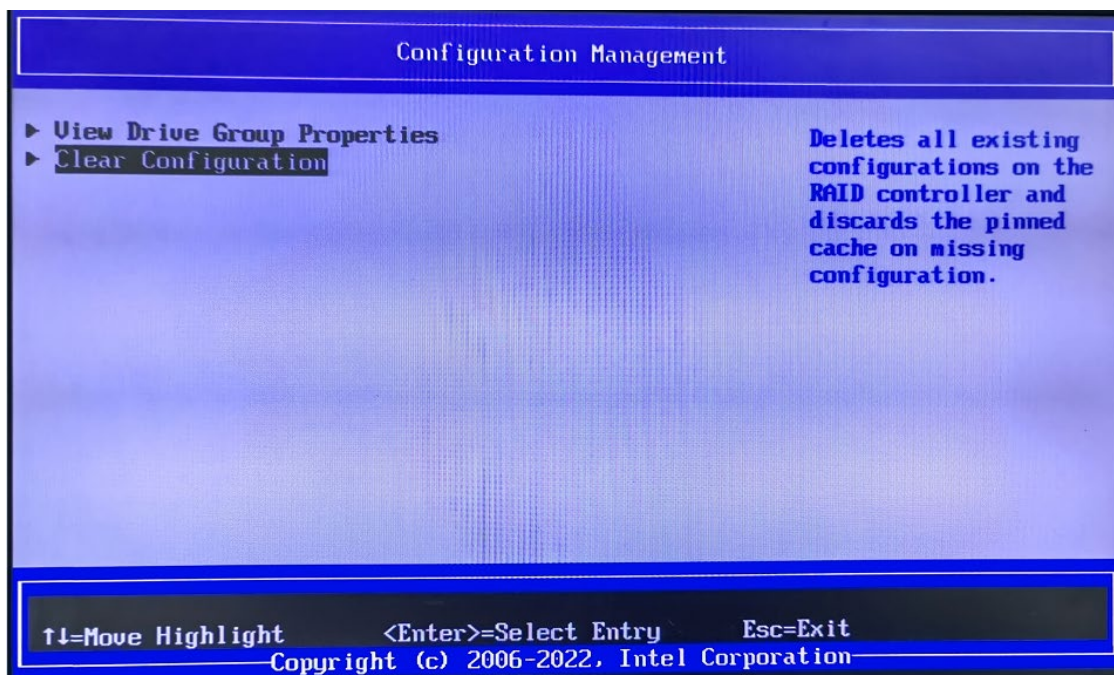 Configuration Management
▶ View Drive Group Properties
▶ Clear Configuration
Deletes all existing
configurations on the
RAID controller and
discards the pinned
cache on missing
configuration.
↑↓=Move Highlight <Enter>=Select Entry Esc=Exit
Copyright (c) 2006-2022, Intel Corporation